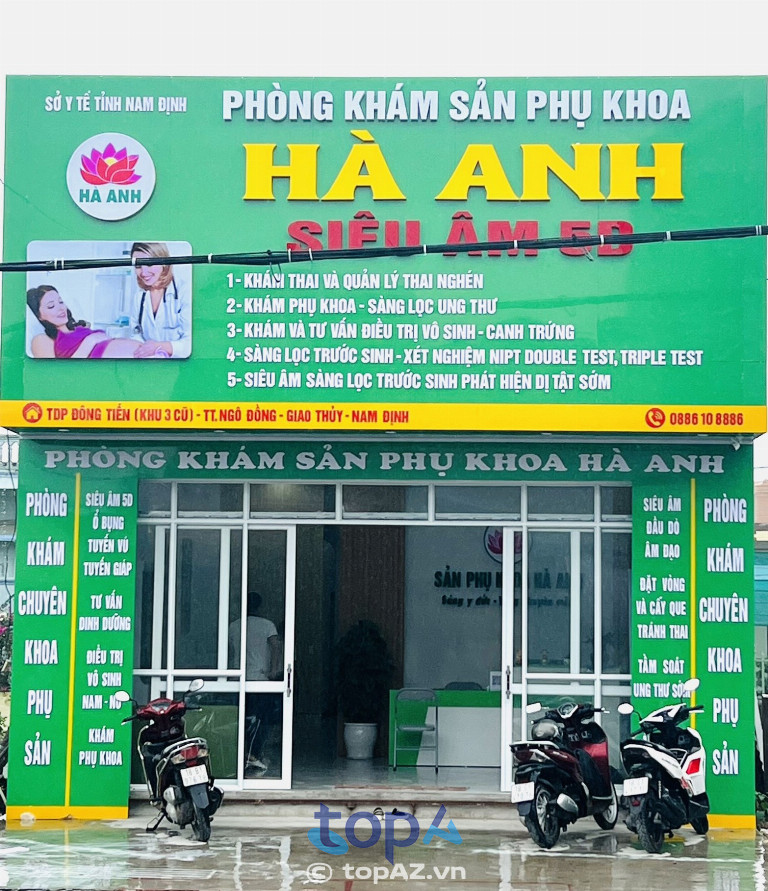 SỞ Y TẾ TỈNH NAM ĐỊNH
PHÒNG KHÁM SẢN PHỤ KHOA
HÀ ANH
HÀ ANH
SIÊU ÂM 5D
1- KHÁM THAI VÀ QUẢN LÝ THAI NGHÉN
2- KHÁM PHỤ KHOA - SÀNG LỌC UNG THƯ
3- KHÁM VÀ TƯ VẤN ĐIỀU TRỊ VÔ SINH - CANH TRỨNG
4- SÀNG LỌC TRƯỚC SINH - XÉT NGHIỆM NIPT DOUBLE TEST, TRIPLE TEST
5- SIÊU ÂM SÀNG LỌC TRƯỚC SINH PHÁT HIỆN DỊ TẬT SỚM
TDP ĐÔNG TIẾN (KHU 3 CŨ) - TT. NGÔ ĐỒNG - GIAO THỦY - NAM ĐỊNH
0886 10 8886
PHÒNG KHÁM SẢN PHỤ KHOA HÀ ANH
PHÒNG
KHÁM
CHUYÊN
KHOA
PHỤ
SẢN
SIÊU ÂM 5D
Ổ BỤNG
TUYẾN VÚ
TUYẾN GIÁP
TƯ VẤN
DINH DƯỠNG
ĐIỀU TRỊ
VÔ SINH
NAM - NỮ
KHÁM
PHỤ KHOA
SẢN PHỤ KHOA HÀ ANH
SIÊU ÂM
ĐẦU DÒ
ÂM ĐẠO
ĐẶT VÒNG
VÀ CẤY QUE
TRÁNH THAI
TẦM SOÁT
UNG THƯ SỚM
PHÒNG
KHÁM
CHUYÊN
KHOA
PHỤ
SẢN
topA
© topAZ.vn